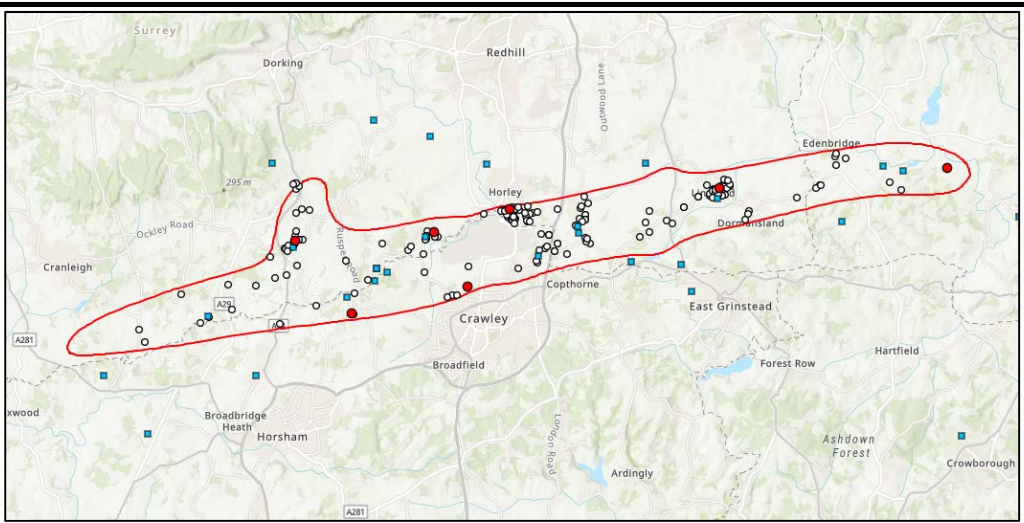 Surrey
Redhill
Dorking
Outwood Lane
Edenbridge
295 m
Horley
Ockley Road
Dormansland
Rusper Road
Cranleigh
Copthorne
A29
East Grinstead
Crawley
A281
Hartfield
Forest Row
Broadfield
Broadbridge
Heath
Horsham
London Road
Ashdown
Forest
Crowborough
Ardingly
A281